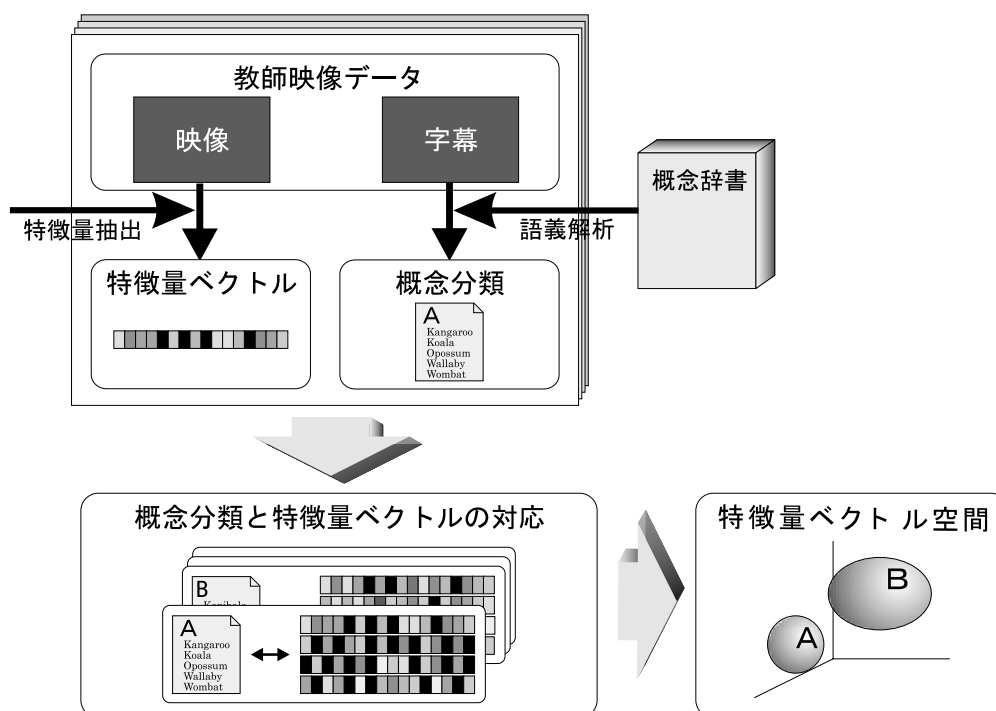 教師映像データ
映像
字幕
概念辞書
特徴量抽出
語義解析
特徴量ベクトル
概念分類
A
Kangaroo
Koala
Opossum
Wallaby
Wombat
概念分類と特徴量ベクトルの対応
B
A
Kangaroo
Koala
Opossum
Wallaby
Wombat
特徴量ベクトル空間
B
A